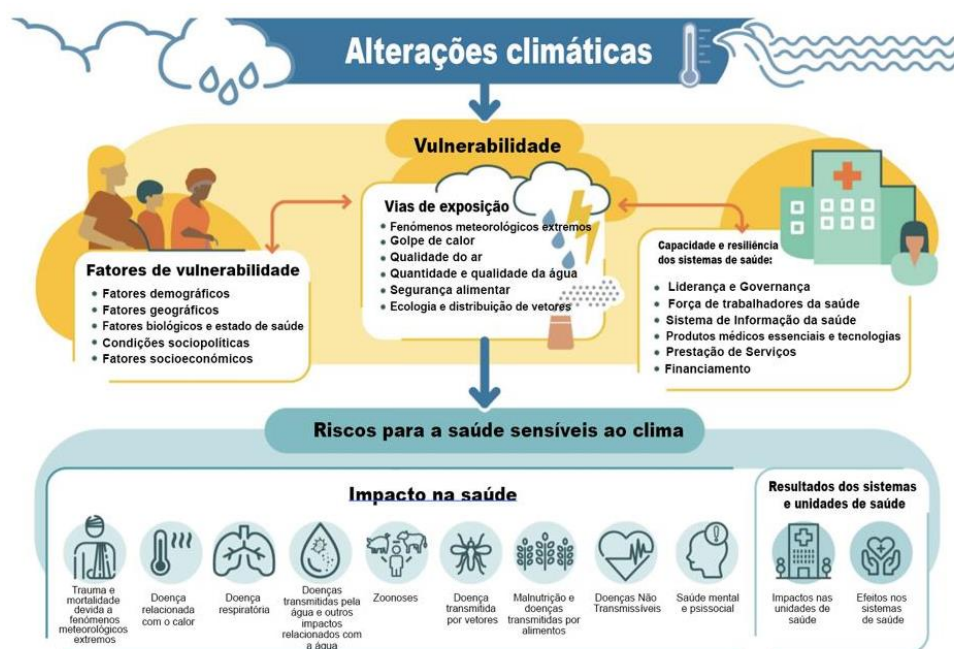 Alterações climáticas
Vulnerabilidade
Fatores de vulnerabilidade
• Fatores demográficos
• Fatores geográficos
• Fatores biológicos e estado de saúde
• Condições sociopolíticas
• Fatores socioeconómicos
Vias de exposição
• Fenómenos meteorológicos extremos
• Golpe de calor
• Qualidade do ar
• Quantidade e qualidade da água
• Segurança alimentar
• Ecologia e distribuição de vetores
Capacidade e resiliência
dos sistemas de saúde:
• Liderança e Governança
• Força de trabalhadores da saúde
• Sistema de Informação da saúde
• Produtos médicos essenciais e tecnologias
• Prestação de Serviços
• Financiamento
Riscos para a saúde sensíveis ao clima
Impacto na saúde
Trauma e
mortalidade
devida a
fenómenos
meteorológicos
extremos
Doença
relacionada
com o calor
Doença
respiratória
Doenças
transmitidas pela
água e outros
impactos
relacionados com
a água
Zoonoses
Doença
transmitida
por vetores
Malnutrição e
doenças
transmitidas por
alimentos
Doenças Não
Transmissíveis
Saúde mental e
psissocial
Resultados dos sistemas
e unidades de saúde
Impactos nas
unidades de
saúde
Efeitos nos
sistemas
de saúde